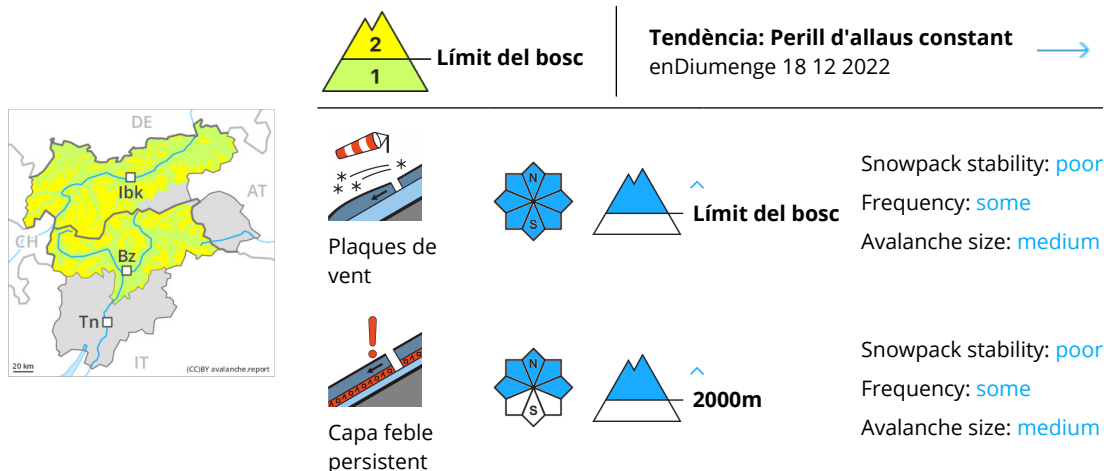 2
1
Límit del bosc
Tendència: Perill d'allaus constant
enDiumenge 18 12 2022
DE
Ibk
AT
CH
Bz
Tn
IT
20 km
(CC)BY avalanche.report
Plaques de
vent
N
S
Límit del bosc
Snowpack stability: poor
Frequency: some
Avalanche size: medium
Capa feble
persistent
N
S
2000m
Snowpack stability: poor
Frequency: some
Avalanche size: medium